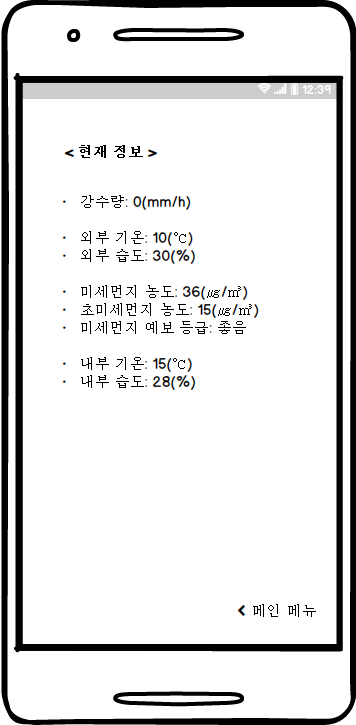 12:39
< 현재 정보 >
· 강수량: 0(mm/h)
· 외부 기온: 10(℃)
· 외부 습도: 30(%)
· 미세먼지 농도: 36(㎍/㎥)
· 초미세먼지 농도: 15(㎍/㎥)
· 미세먼지 예보 등급: 좋음
· 내부 기온: 15(℃)
· 내부 습도: 28(%)
< 메인 메뉴